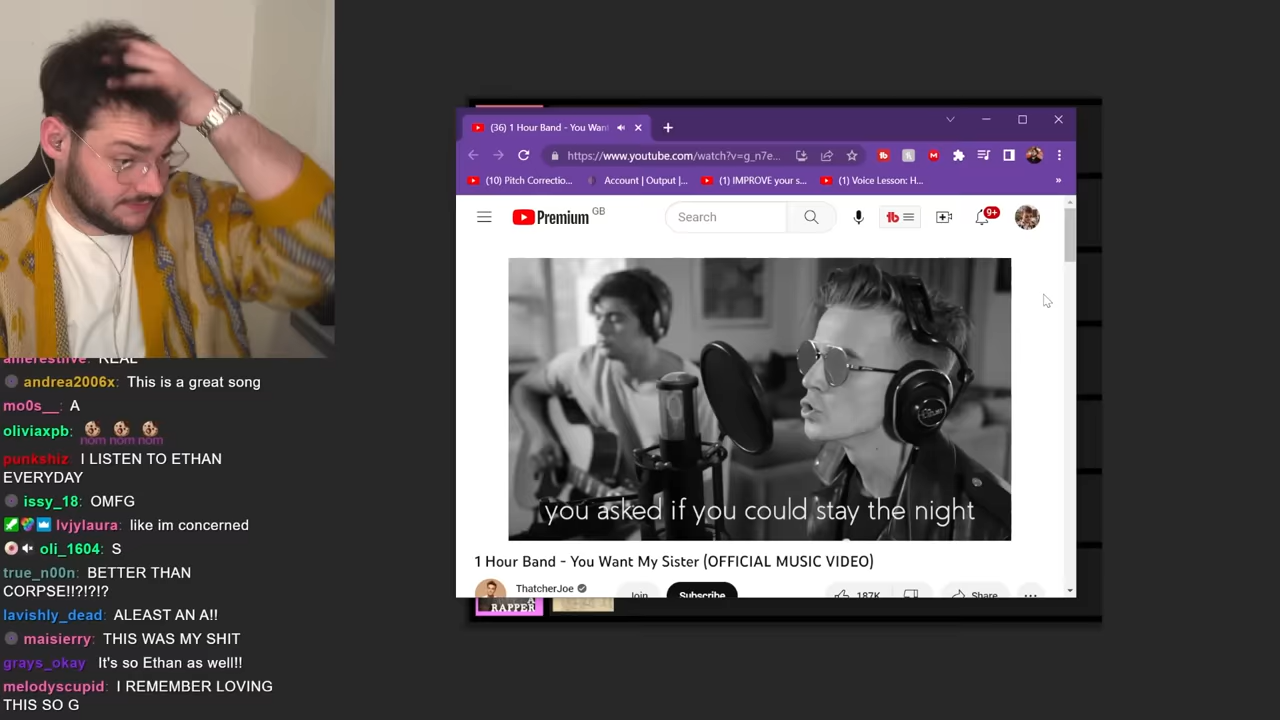 (36) 1 Hour Band - You Want
https://www.youtube.com/watch?v=g_n7e...
(10) Pitch Correctio...
Account | Output |...
(1) IMPROVE your s...
(1) Voice Lesson: H...
»
Premium GB
Search
9+
you asked if you could stay the night
1 Hour Band - You Want My Sister (OFFICIAL MUSIC VIDEO)
ThatcherJoe
Join
Subscribe
187K
Share
RAPPER
amerestlive: REAL
andrea2006x: This is a great song
mo0s__: A
oliviaxpb: nom nom nom
punkshiz: I LISTEN TO ETHAN
EVERYDAY
issy_18: OMFG
lvjylaura: like im concerned
oli_1604: S
true_n00n: BETTER THAN
CORPSE!!?!?!?
lavishly_dead: ALEAST AN A!!
maisierry: THIS WAS MY SHIT
grays_okay: It's so Ethan as well!!
melodyscupid: I REMEMBER LOVING
THIS SO G